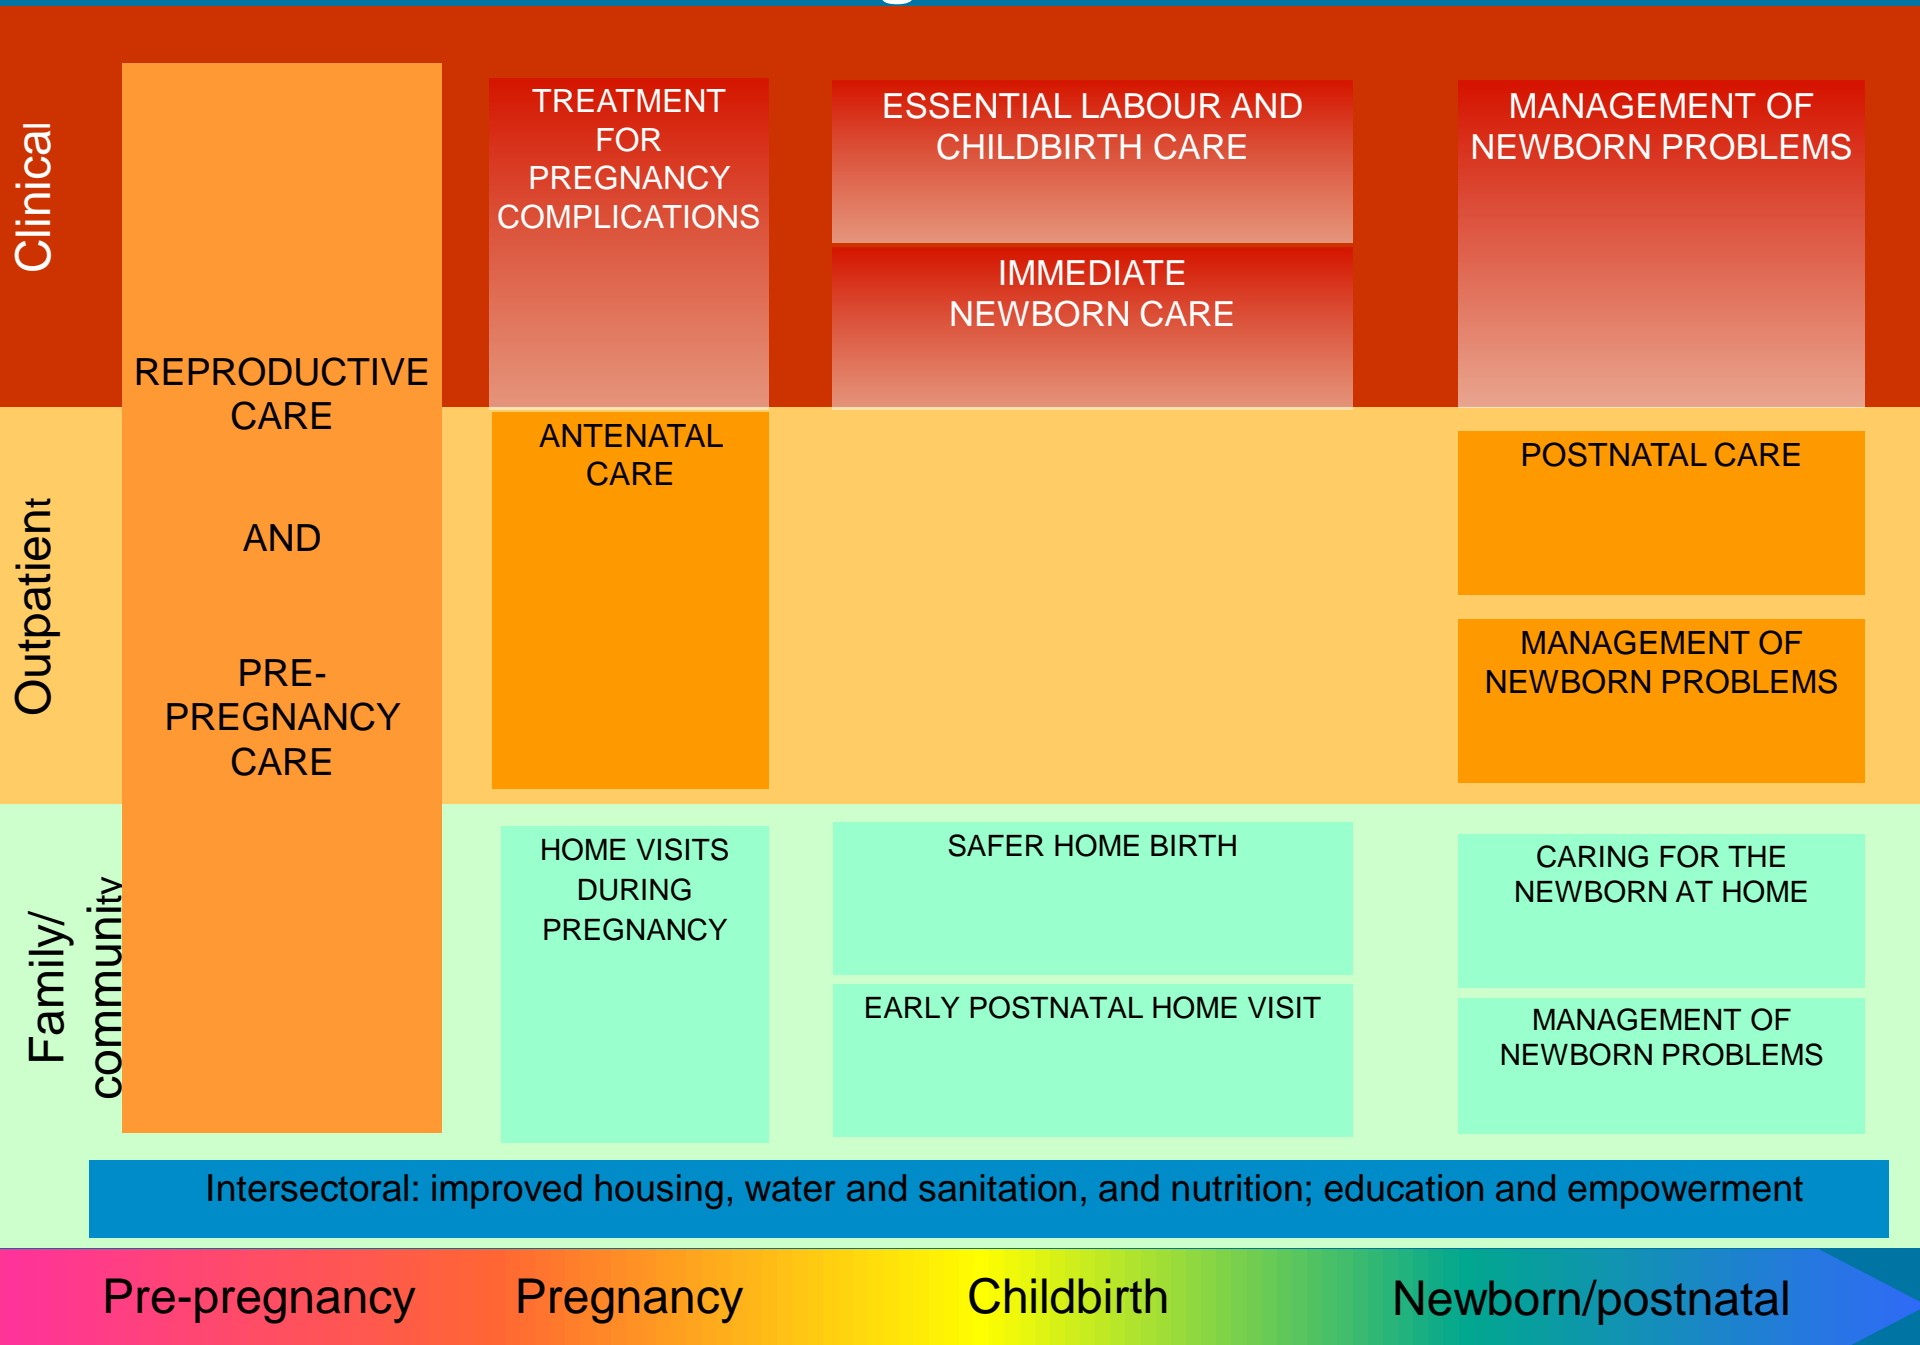 Clinical
REPRODUCTIVE
CARE
AND
PRE-
PREGNANCY
CARE
TREATMENT
FOR
PREGNANCY
COMPLICATIONS
ESSENTIAL LABOUR AND
CHILDBIRTH CARE
IMMEDIATE
NEWBORN CARE
MANAGEMENT OF
NEWBORN PROBLEMS
Outpatient
ANTENATAL
CARE
POSTNATAL CARE
MANAGEMENT OF
NEWBORN PROBLEMS
Family/
community
HOME VISITS
DURING
PREGNANCY
SAFER HOME BIRTH
EARLY POSTNATAL HOME VISIT
CARING FOR THE
NEWBORN AT HOME
MANAGEMENT OF
NEWBORN PROBLEMS
Intersectoral: improved housing, water and sanitation, and nutrition; education and empowerment
Pre-pregnancy
Pregnancy
Childbirth
Newborn/postnatal